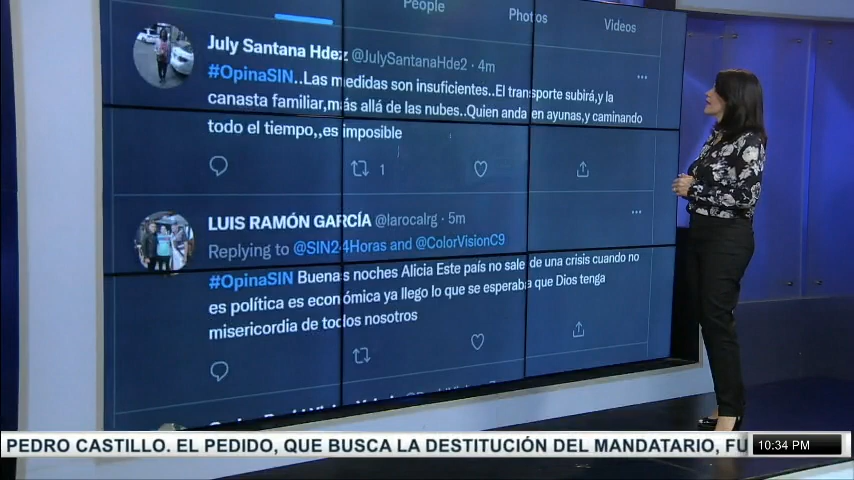 People
Photos
Videos
July Santana Hdez @JulySantanaHde2 · 4m
#OpinaSIN..Las medidas son insuficientes..El transporte subirá,y la
canasta familiar,más allá de las nubes..Quien anda en ayunas,y caminando
todo el tiempo,,es imposible
1
LUIS RAMÓN GARCÍA @larocalrg · 5m
Replying to @SIN24Horas and @ColorVisionC9
#OpinaSIN Buenas noches Alicia Este país no sale de una crisis cuando no
es política es económica ya llego lo que se esperaba que Dios tenga
misericordia de todos nosotros
PEDRO CASTILLO. EL PEDIDO, QUE BUSCA LA DESTITUCIÓN DEL MANDATARIO, FU
10:34 PM